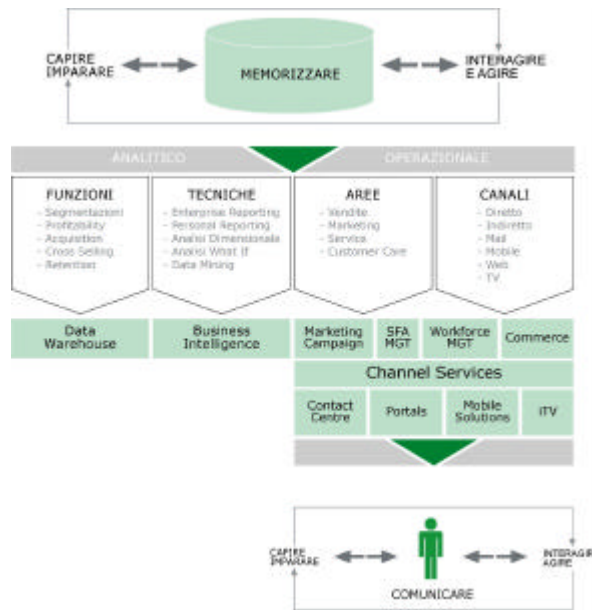 CAPIRE
IMPARARE
MEMORIZZARE
INTERAGIRE
E AGIRE
ANALITICO
OPERAZIONALE
FUNZIONI
- Segmentazioni
- Profitability
- Acquisition
- Cross Selling
- Retention
TECNICHE
- Enterprise Reporting
- Personal Reporting
- Analisi Dimensionale
- Analisi What If
- Data Mining
AREE
- Vendite
- Marketing
- Service
- Customer Care
CANALI
- Diretto
- Indiretto
- Mail
- Mobile
- Web
- TV
Data
Warehouse
Business
Intelligence
Marketing
Campaign
SFA
MGT
Workforce
MGT
Commerce
Channel Services
Contact
Centre
Portals
Mobile
Solutions
iTV
CAPIRE
IMPARARE
INTERAGIRE
AGIRE
COMUNICARE